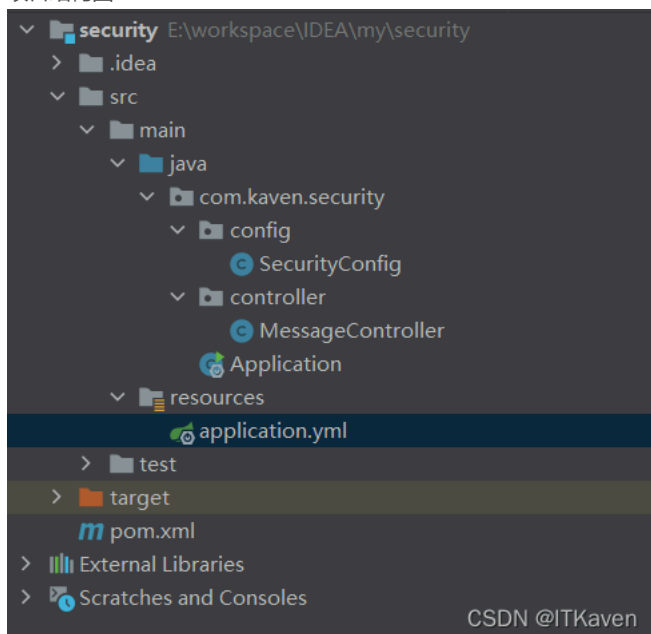 security E:\workspace\IDEA\my\security
.idea
src
main
java
com.kaven.security
config
SecurityConfig
controller
MessageController
Application
resources
application.yml
test
target
pom.xml
External Libraries
Scratches and Consoles
CSDN @ITKaven